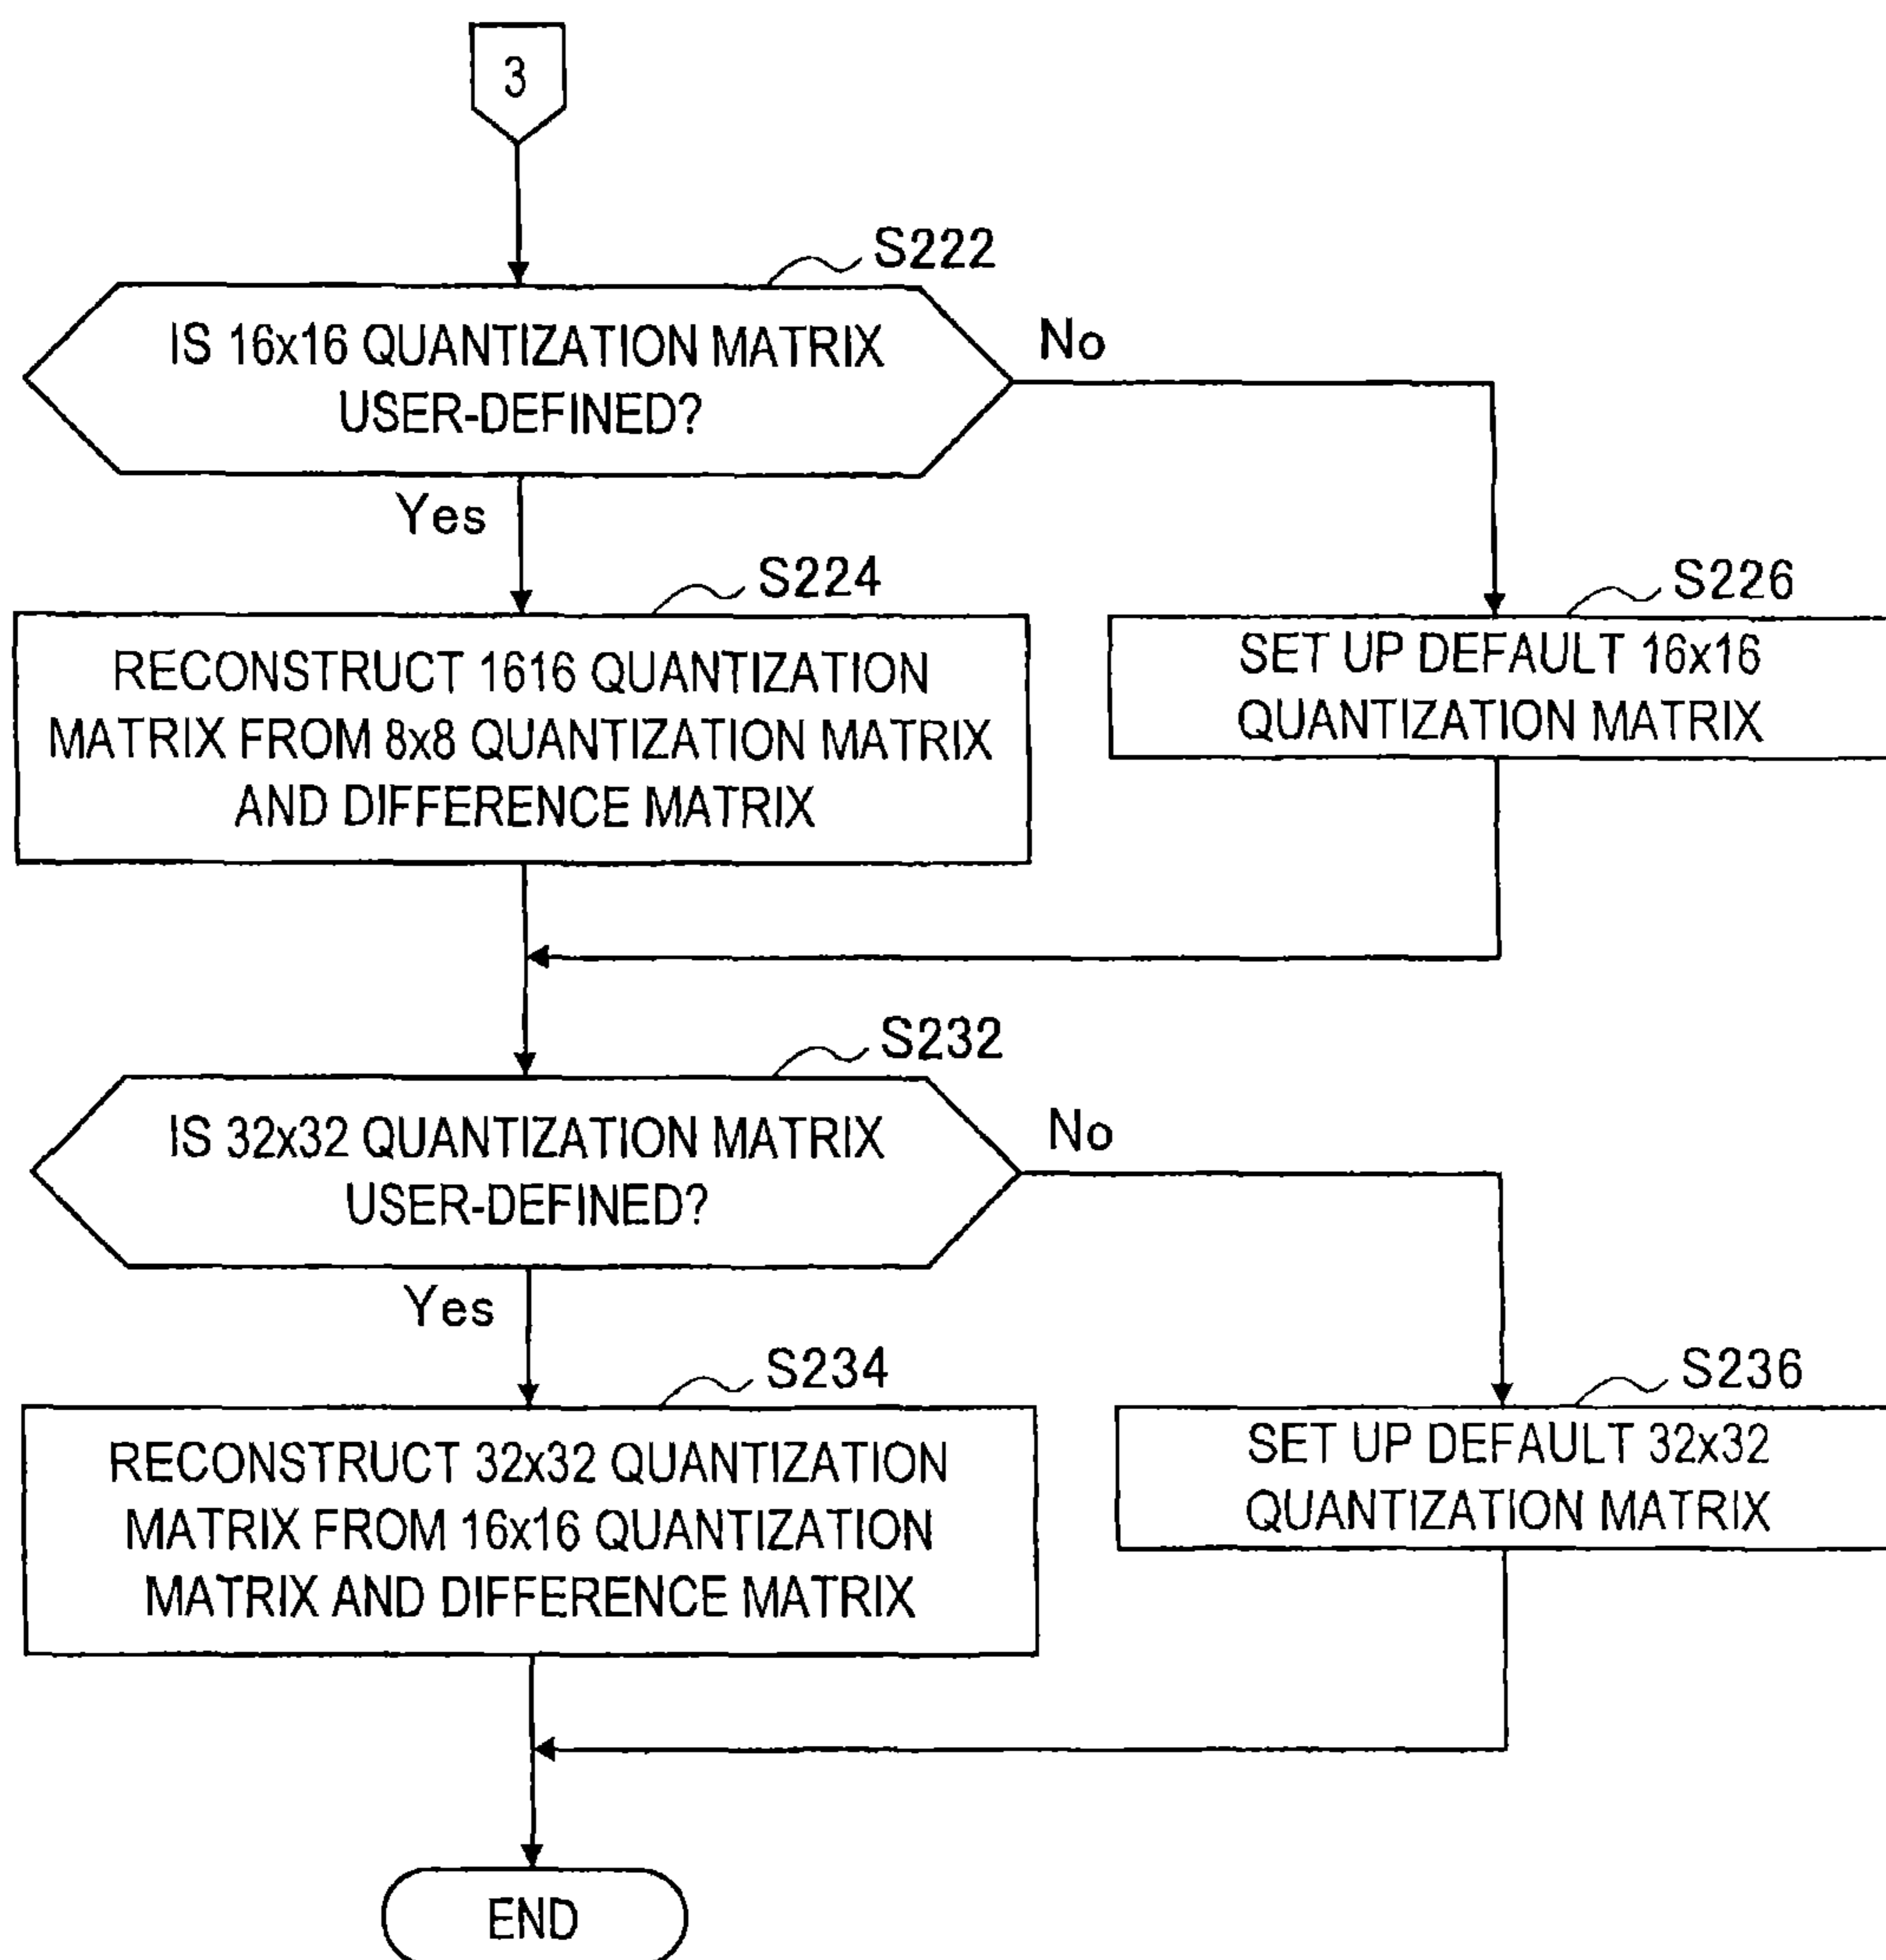 3
S222
IS 16x16 QUANTIZATION MATRIX
USER-DEFINED?
No
Yes
S224
RECONSTRUCT 1616 QUANTIZATION
MATRIX FROM 8x8 QUANTIZATION MATRIX
AND DIFFERENCE MATRIX
S226
SET UP DEFAULT 16x16
QUANTIZATION MATRIX
S232
IS 32x32 QUANTIZATION MATRIX
USER-DEFINED?
No
Yes
S234
RECONSTRUCT 32x32 QUANTIZATION
MATRIX FROM 16x16 QUANTIZATION
MATRIX AND DIFFERENCE MATRIX
S236
SET UP DEFAULT 32x32
QUANTIZATION MATRIX
END